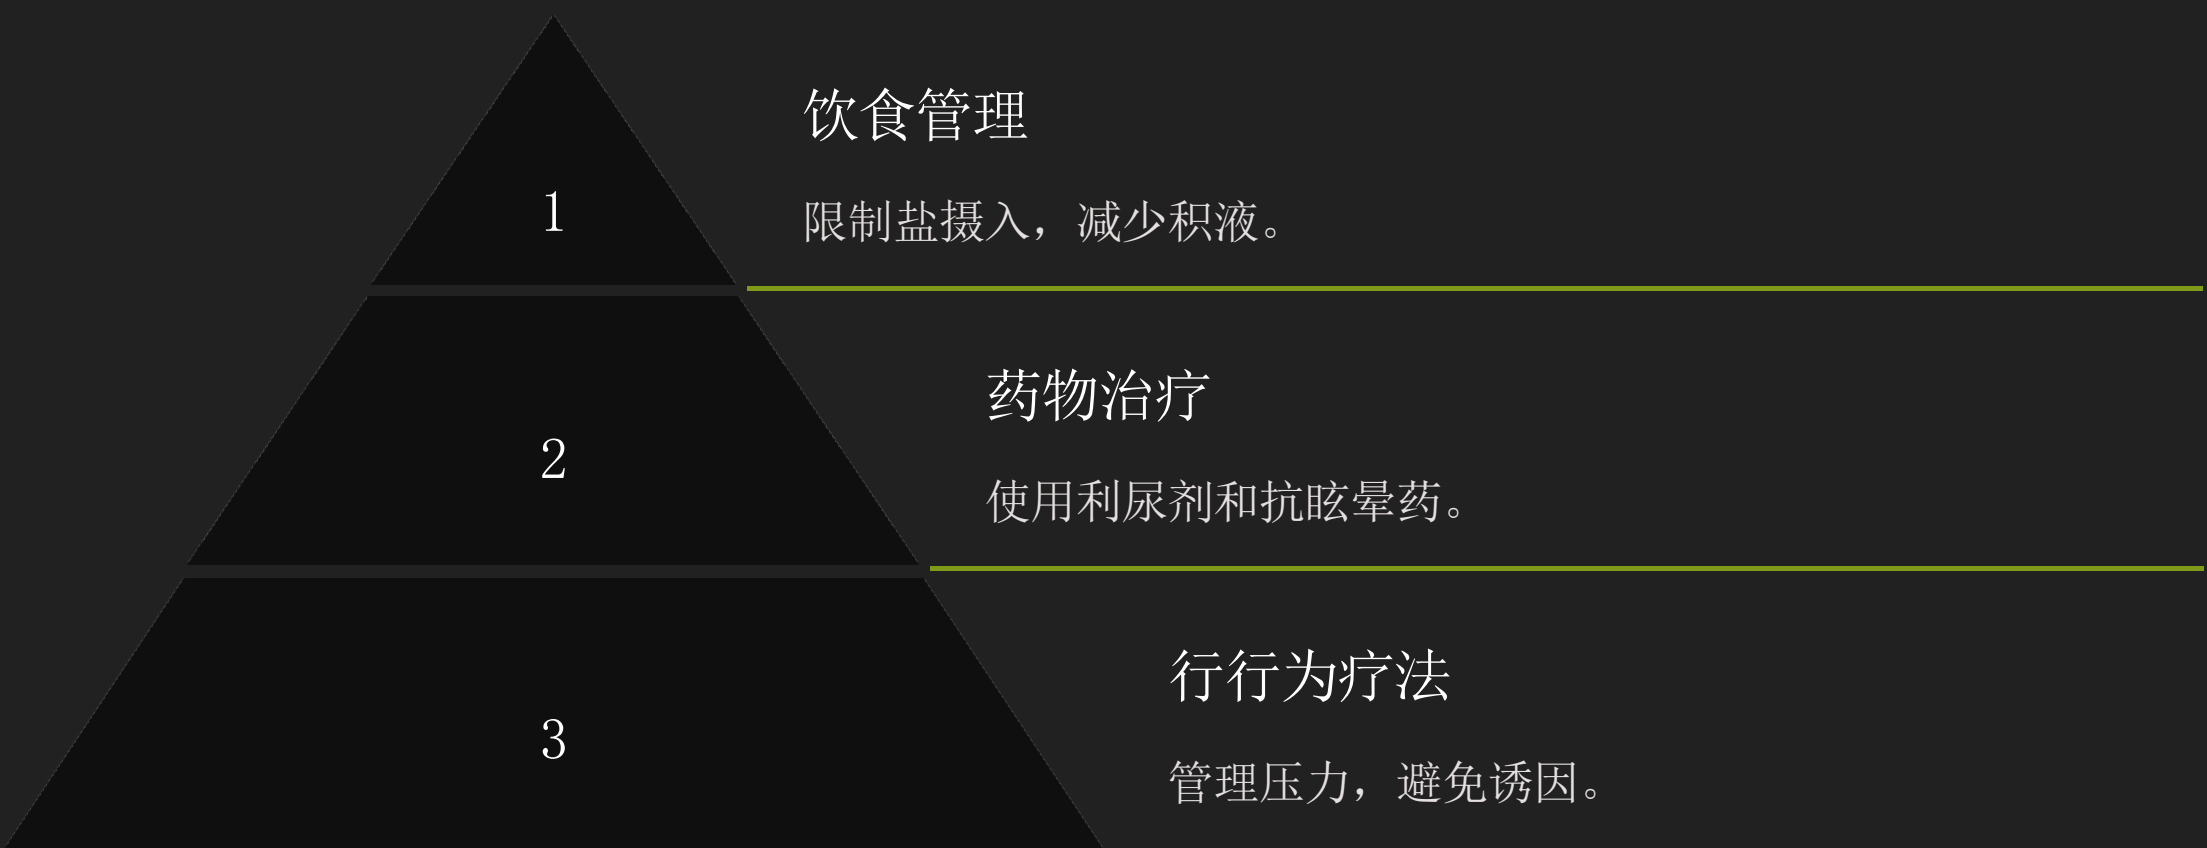 饮食管理
限制盐摄入，减少积液。
1
药物治疗
使用利尿剂和抗眩晕药。
2
行行为疗法
管理压力，避免诱因。
3